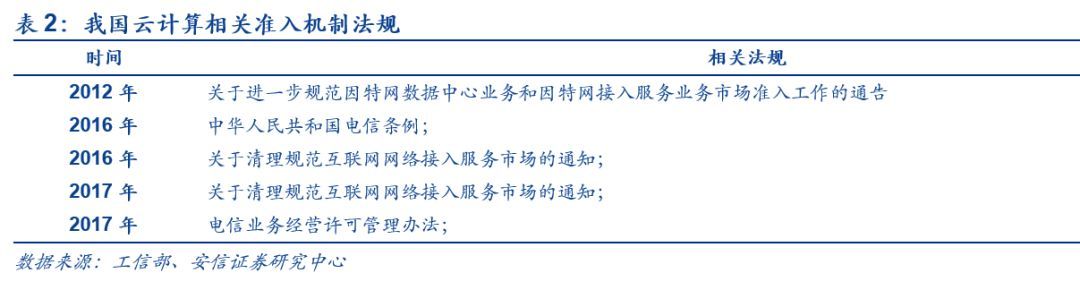 表 2：我国云计算相关准入机制法规
时间 相关法规
2012 年 关于进一步规范因特网数据中心业务和因特网接入服务业务市场准入工作的通告
2016 年 中华人民共和国电信条例；
2016 年 关于清理规范互联网网络接入服务市场的通知；
2017 年 关于清理规范互联网网络接入服务市场的通知；
2017 年 电信业务经营许可管理办法；
数据来源：工信部、安信证券研究中心